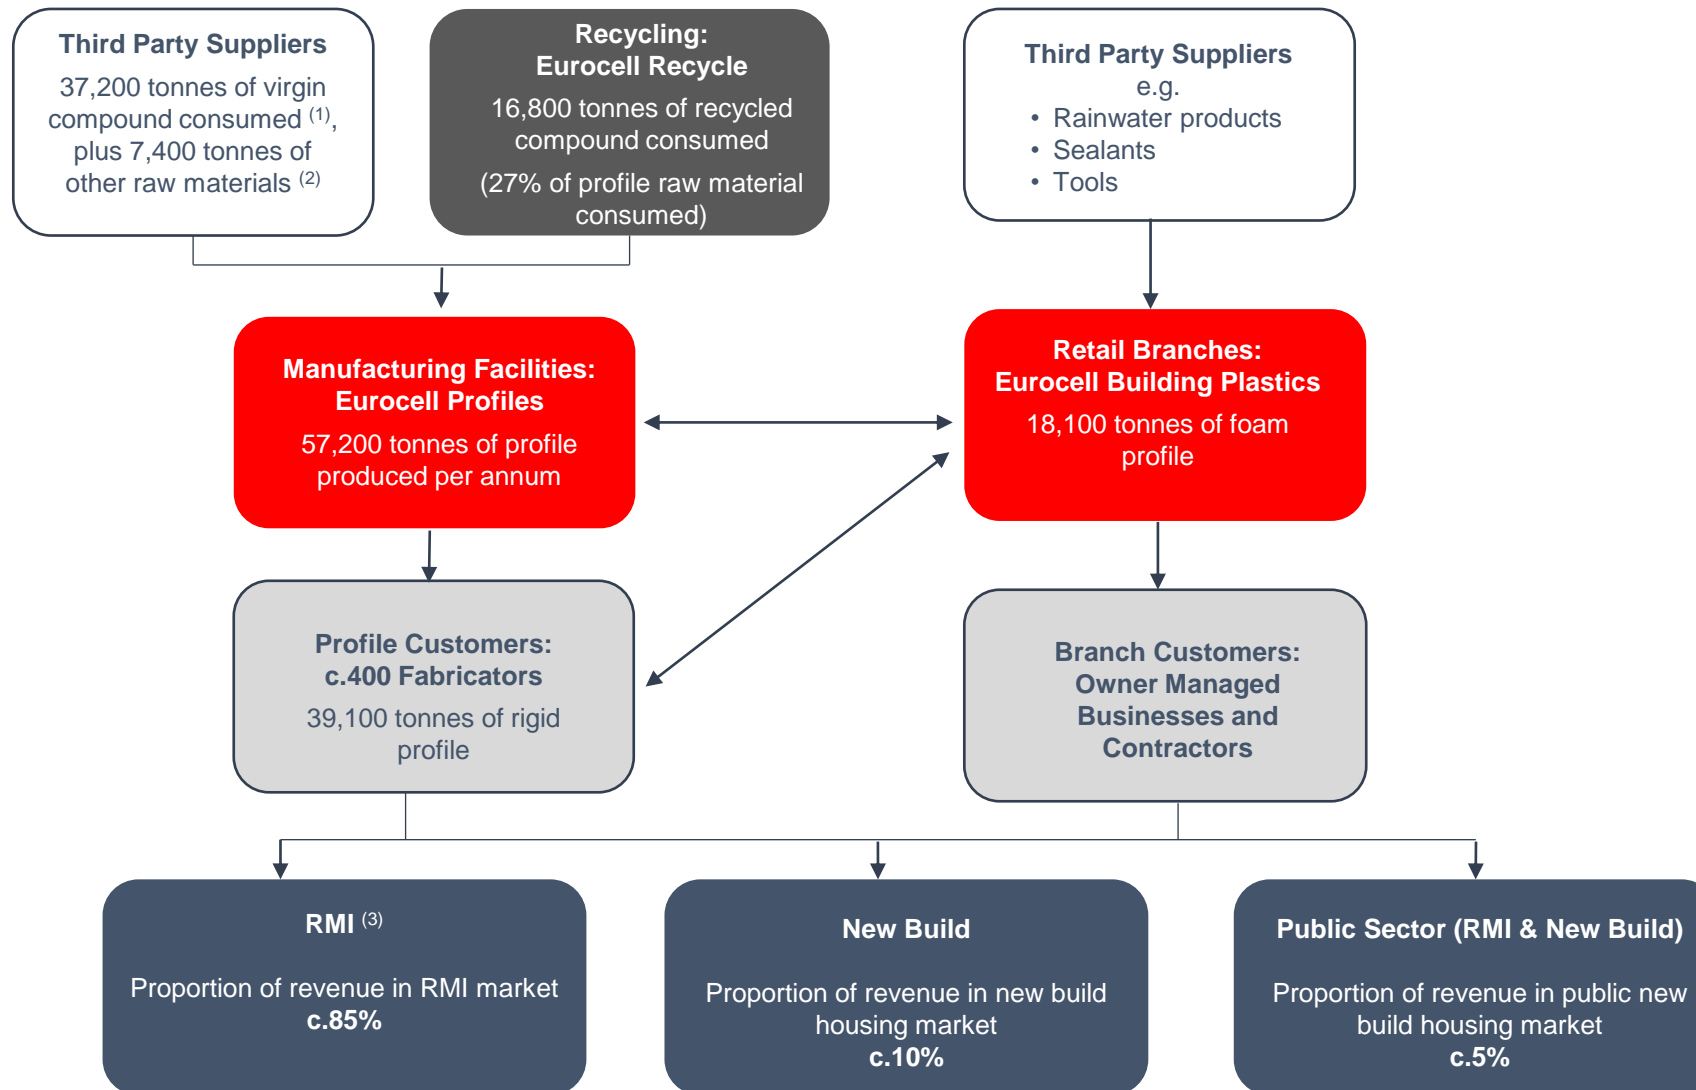 Third Party Suppliers
37,200 tonnes of virgin
compound consumed (1),
plus 7,400 tonnes of
other raw materials (2)
Recycling:
Eurocell Recycle
16,800 tonnes of recycled
compound consumed
(27% of profile raw material
consumed)
Third Party Suppliers
e.g.
• Rainwater products
• Sealants
• Tools
Manufacturing Facilities:
Eurocell Profiles
57,200 tonnes of profile
produced per annum
Retail Branches:
Eurocell Building Plastics
18,100 tonnes of foam
profile
Profile Customers:
c.400 Fabricators
39,100 tonnes of rigid
profile
Branch Customers:
Owner Managed
Businesses and
Contractors
RMI (3)
Proportion of revenue in RMI market
c.85%
New Build
Proportion of revenue in new build
housing market
c.10%
Public Sector (RMI & New Build)
Proportion of revenue in public new
build housing market
c.5%